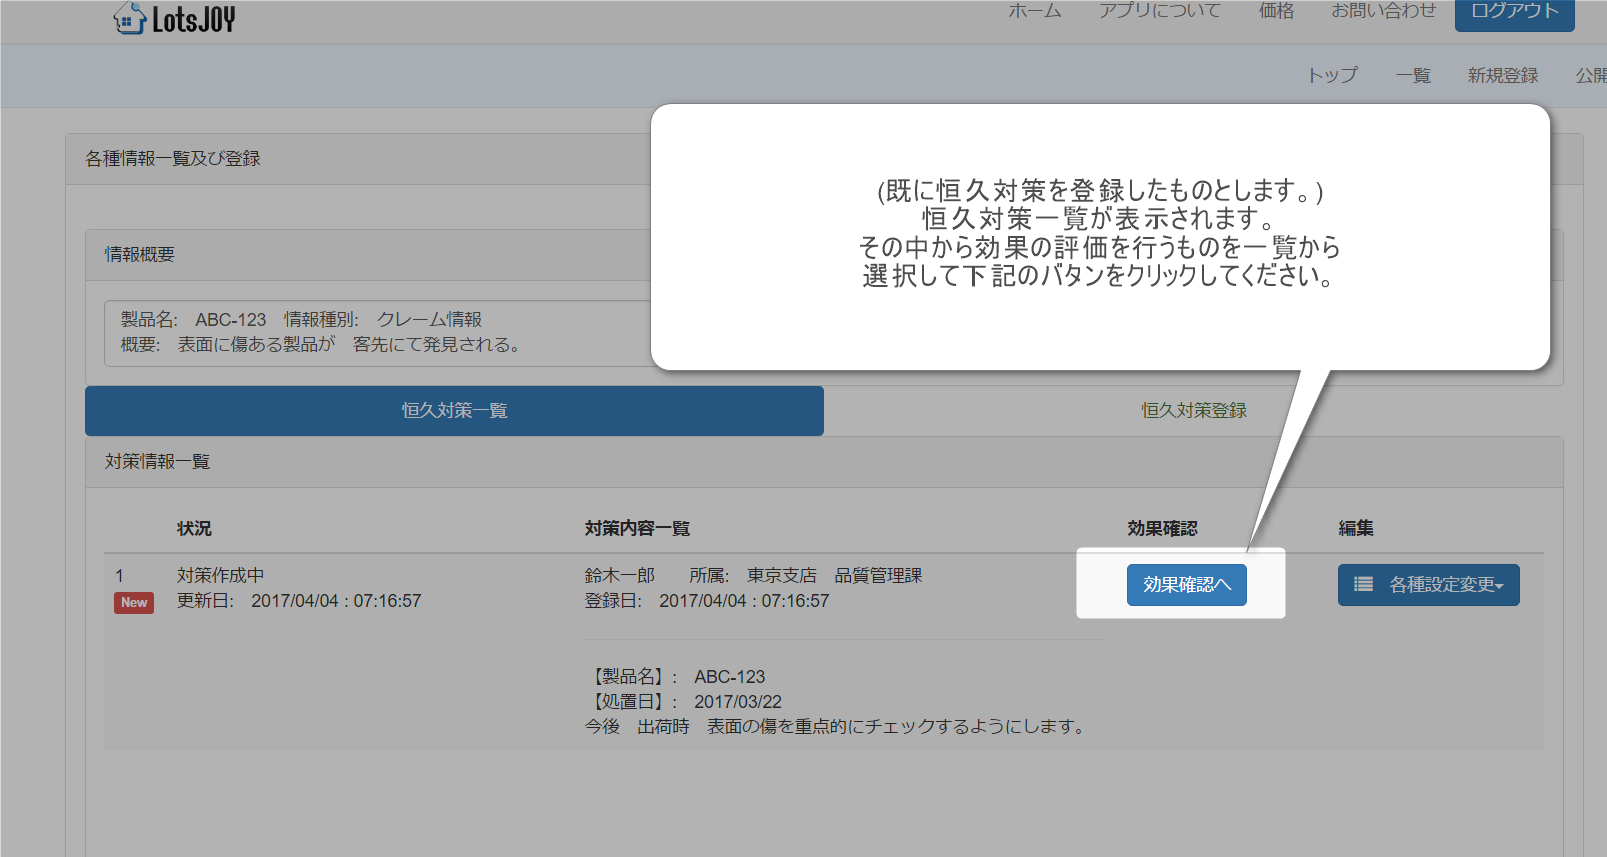 LotsJOY
ホーム アプリについて 価格 お問い合わせ ログアウト
トップ 一覧 新規登録 公開
各種情報一覧及び登録
(既に恒久対策を登録したものとします。)
恒久対策一覧が表示されます。
その中から効果の評価を行うものを一覧から
選択して下記のバタンをクリックしてください。
情報概要
製品名: ABC-123 情報種別: クレーム情報
概要: 表面に傷ある製品が 客先にて発見される。
恒久対策一覧 恒久対策登録
対策情報一覧
状況 対策内容一覧 効果確認 編集
1 対策作成中 鈴木一郎 所属: 東京支店 品質管理課 効果確認へ 各種設定変更
New 更新日: 2017/04/04 : 07:16:57 登録日: 2017/04/04 : 07:16:57
【製品名】: ABC-123
【処置日】: 2017/03/22
今後 出荷時 表面の傷を重点的にチェックするようにします。